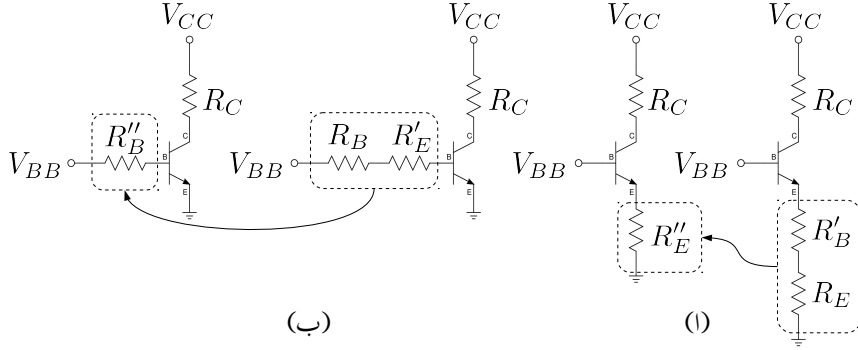 V_CC V_CC V_CC V_CC
R_C R_C R_C R_C
C C C C
R''_B R_B R'_E
V_BB B V_BB B V_BB B V_BB B
E E E E
R''_E R'_B
R_E
(ب) (ا)